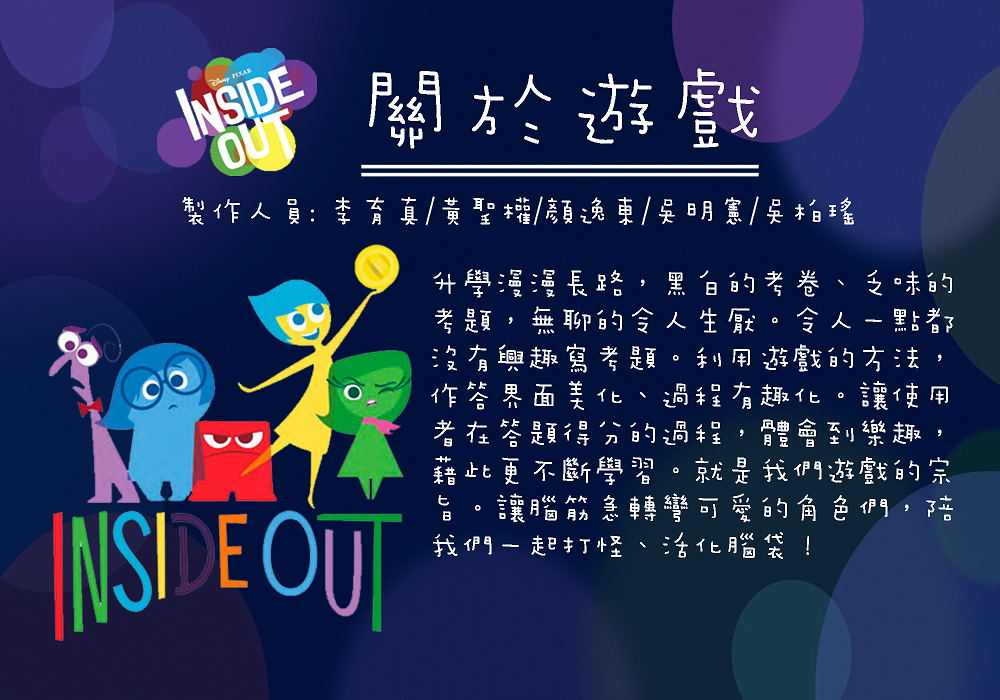 Disney PIXAR
INSIDE
OUT
關於遊戲
製作人員: 李育真/黃聖權/顏逸東/吳明憲/吳柏瑤
升學漫漫長路，黑白的考卷、乏味的
考題，無聊的令人生厭。令人一點都
沒有興趣寫考題。利用遊戲的方法，
作答界面美化、過程有趣化。讓使用
者在答題得分的過程，體會到樂趣，
藉此更不斷學習。就是我們遊戲的宗
旨。讓腦筋急轉彎可愛的角色們，陪
我們一起打怪、活化腦袋！
INSIDE OUT